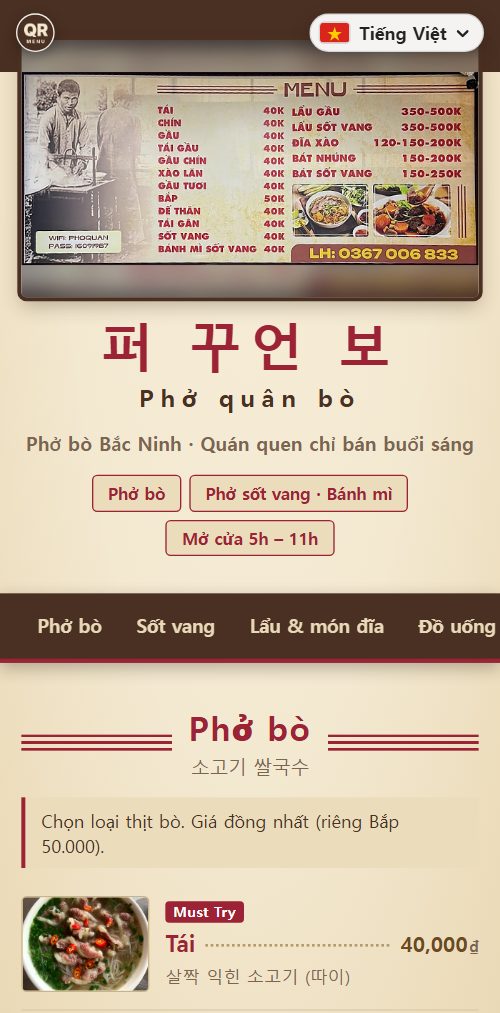 QR
MENU
Tiếng Việt
MENU
TÁI 40K
CHÍN 40K
GẦU 40K
TÁI GẦU 40K
GẦU CHÍN 40K
XÀO LĂN 40K
GẦU TƯƠI 40K
BẮP 50K
ĐỂ THĂN 40K
TÁI GÂN 40K
SỐT VANG 40K
BÁNH MÌ SỐT VANG 40K
LẨU GẦU 350-500K
LẨU SỐT VANG 350-500K
ĐĨA XÀO 120-150-200K
BÁT NHÚNG 150-200K
BÁT SỐT VANG 150-250K
WIFI: PHOQUAN
LH: 0367 006 833
퍼 꾸언 보
Phở quân bò
Phở bò Bắc Ninh · Quán quen chỉ bán buổi sáng
Phở bò
Phở sốt vang · Bánh mì
Mở cửa 5h – 11h
Phở bò
Sốt vang
Lẩu & món đĩa
Đồ uống
Phở bò
소고기 쌀국수
Chọn loại thịt bò. Giá đồng nhất (riêng Bắp
50.000).
Must Try
Tái 40,000₫
살짝 익힌 소고기 (따이)